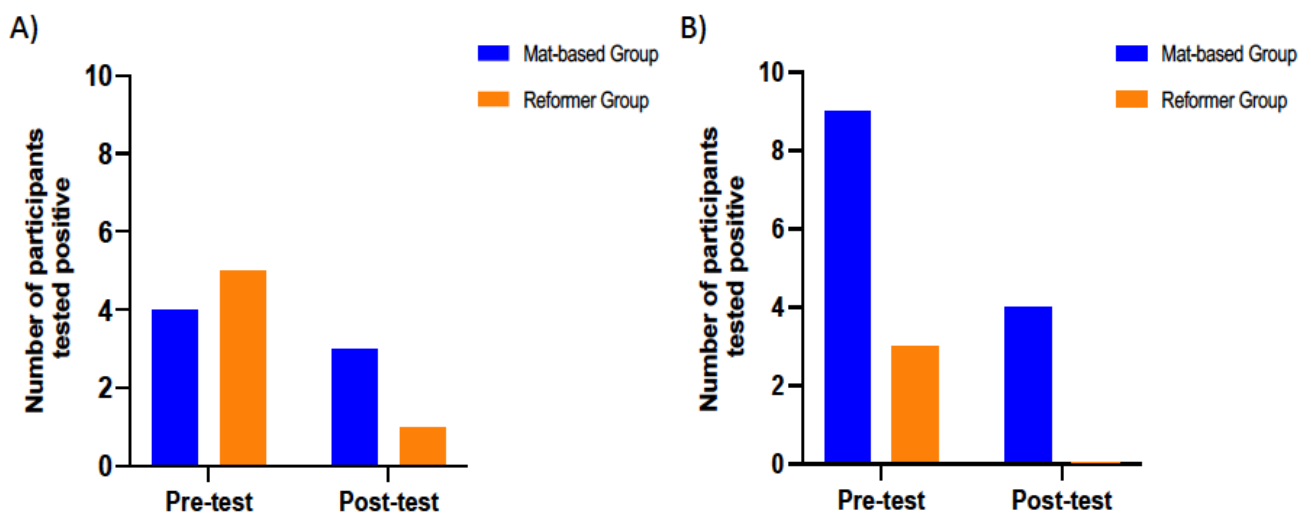 A)
Mat-based Group
Reformer Group
Number of participants
tested positive
10
8
6
4
2
0
Pre-test
Post-test
B)
Mat-based Group
Reformer Group
Number of participants
tested positive
10
8
6
4
2
0
Pre-test
Post-test